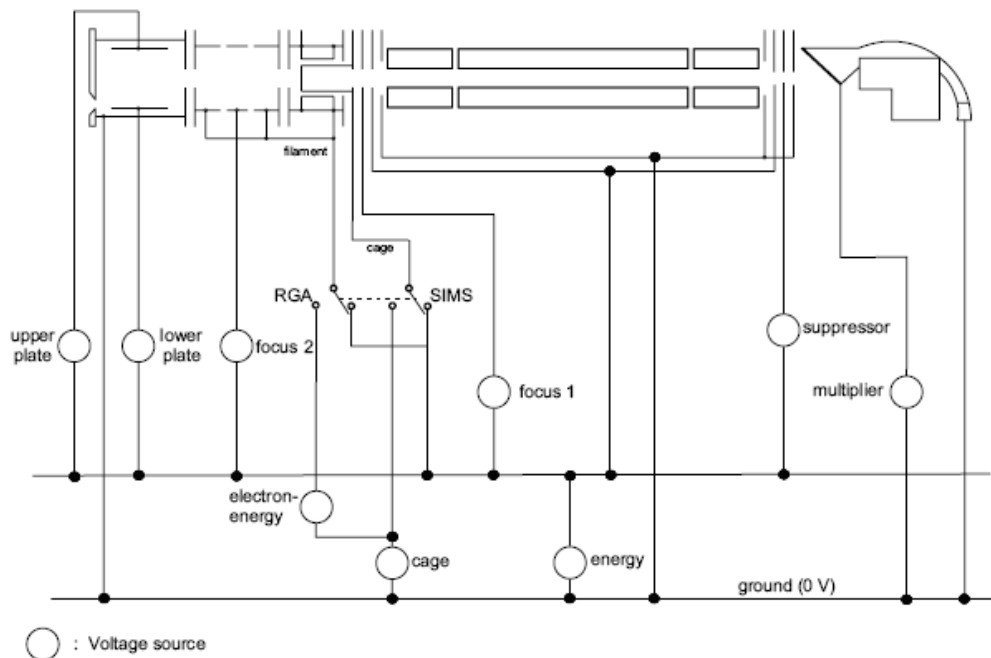 filament
cage
RGA
SIMS
upper
plate
lower
plate
focus 2
suppressor
focus 1
multiplier
electron-
energy
cage
energy
ground (0 V)
: Voltage source